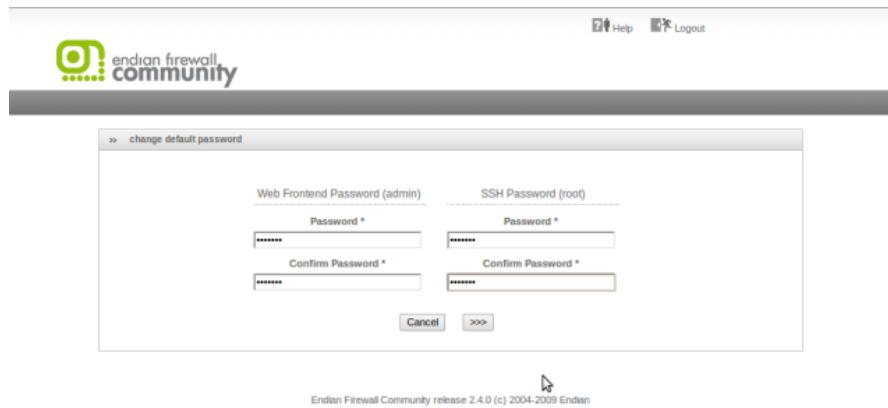 Help Logout
endian firewall
community
>> change default password
Web Frontend Password (admin) SSH Password (root)
Password * Password *
•••••••  •••••••
Confirm Password * Confirm Password *
•••••••  •••••••
Cancel >>>
Endian Firewall Community release 2.4.0 (c) 2004-2009 Endian